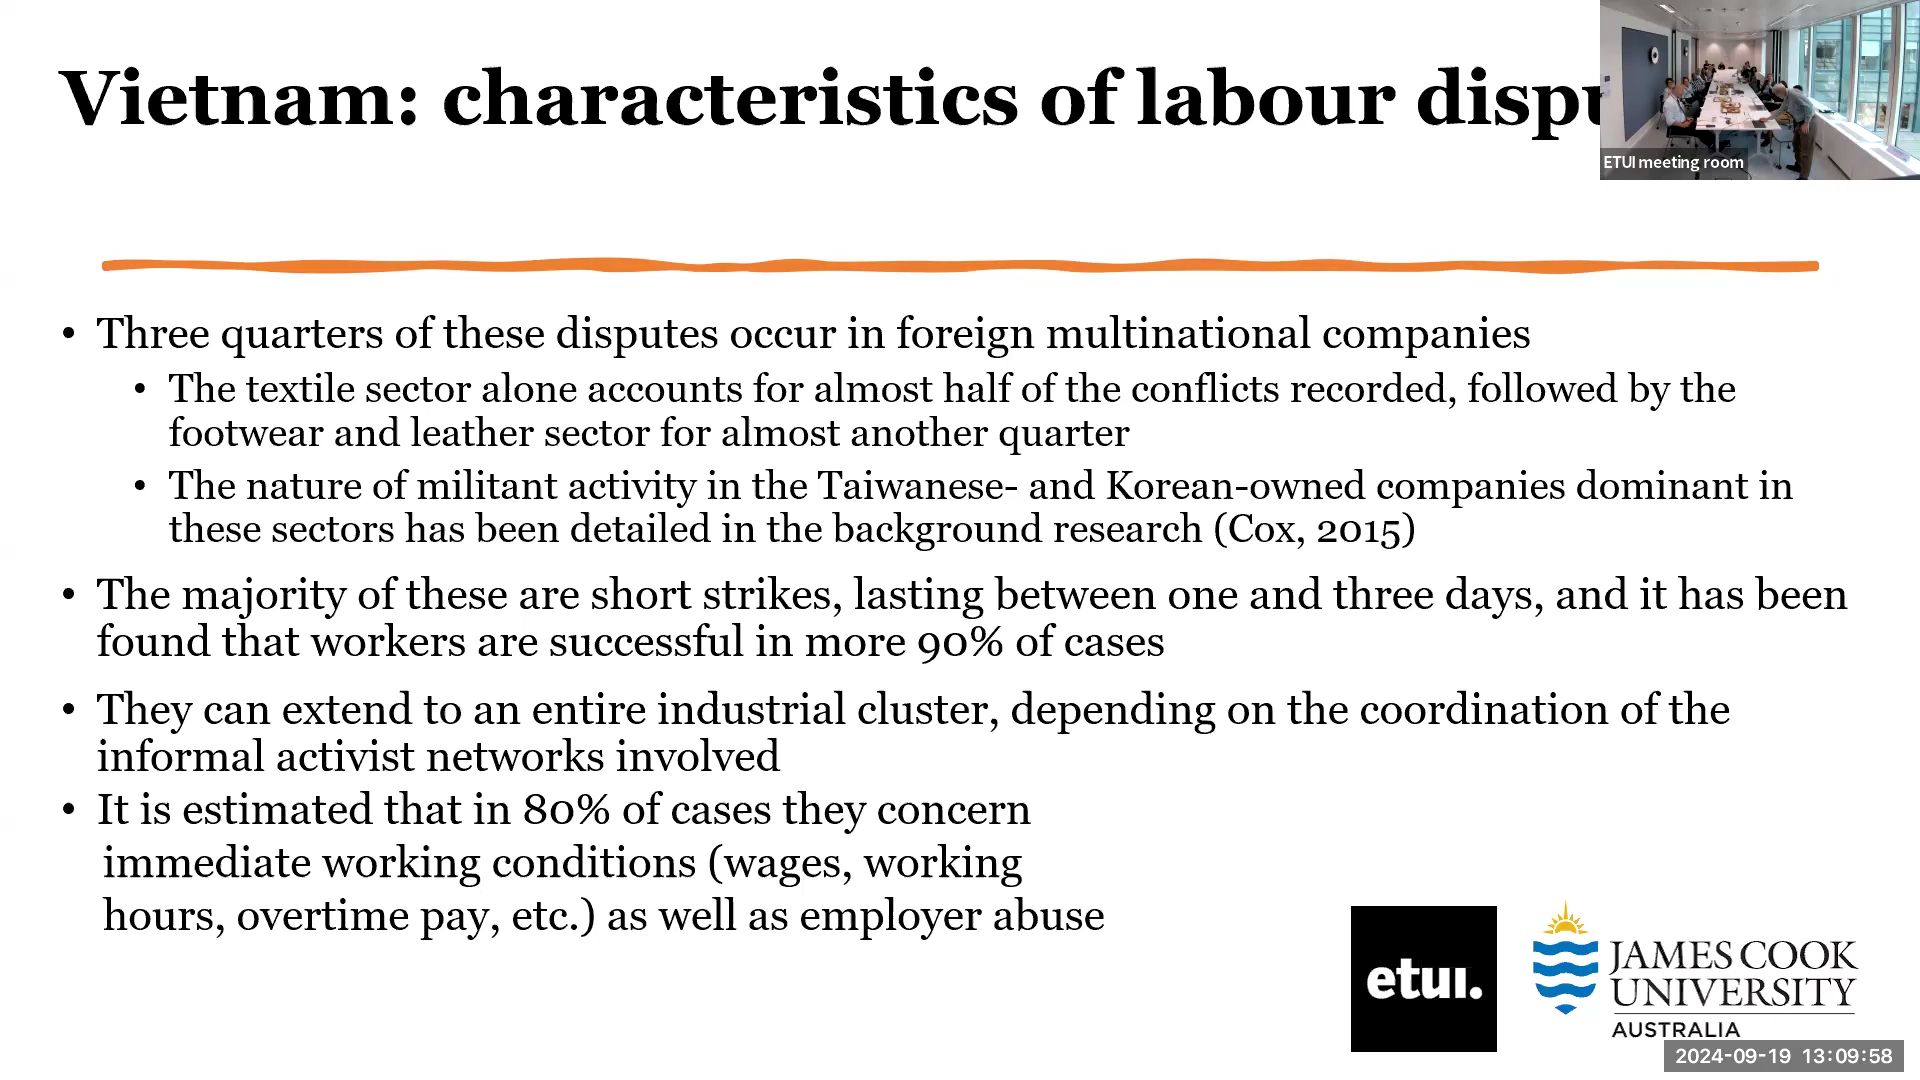 Vietnam: characteristics of labour
ETUI meeting room
• Three quarters of these disputes occur in foreign multinational companies
• The textile sector alone accounts for almost half of the conflicts recorded, followed by the
footwear and leather sector for almost another quarter
• The nature of militant activity in the Taiwanese- and Korean-owned companies dominant in
these sectors has been detailed in the background research (Cox, 2015)
• The majority of these are short strikes, lasting between one and three days, and it has been
found that workers are successful in more 90% of cases
• They can extend to an entire industrial cluster, depending on the coordination of the
informal activist networks involved
• It is estimated that in 80% of cases they concern
immediate working conditions (wages, working
hours, overtime pay, etc.) as well as employer abuse
etui.
JAMES COOK
UNIVERSITY
AUSTRALIA
2024-09-19 13:09:58